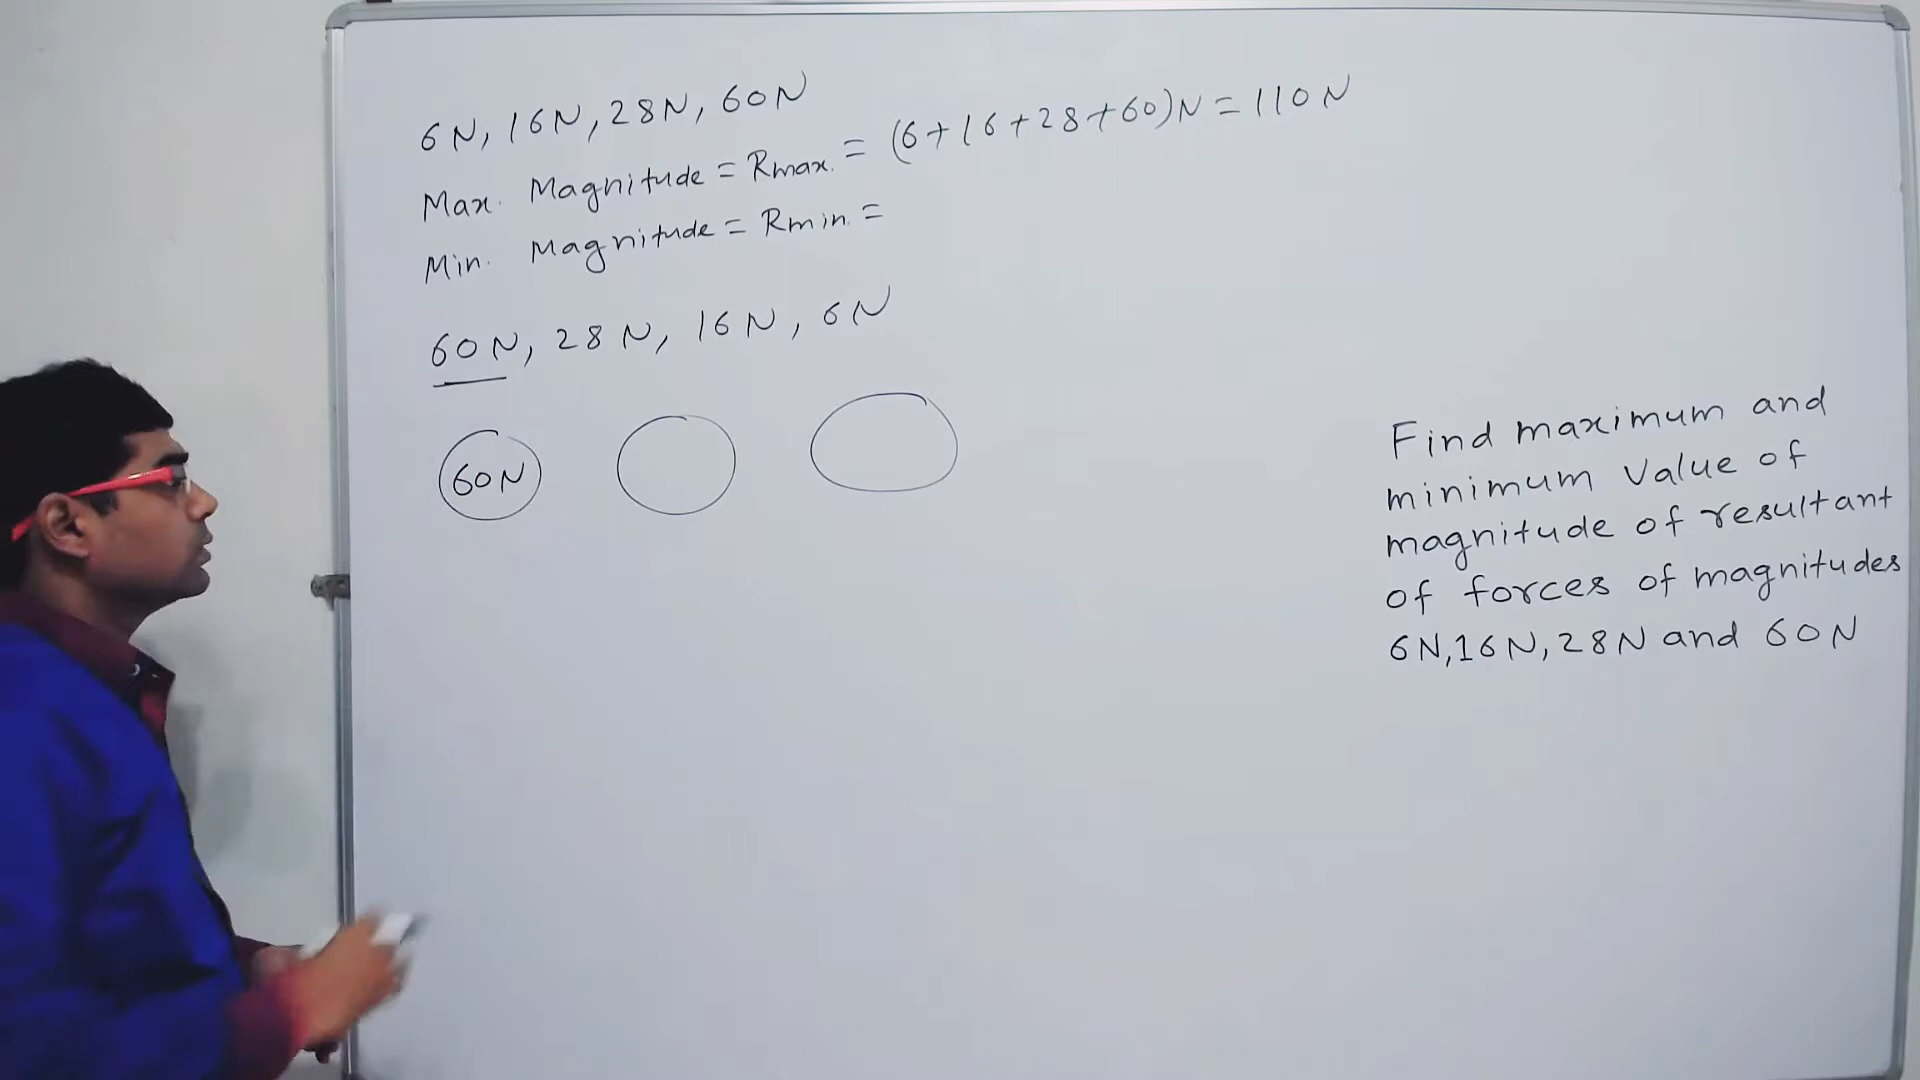 6N, 16N, 28N, 60N
Max. Magnitude = Rmax. = (6+16+28+60)N = 110N
Min. Magnitude = Rmin. =
60N, 28N, 16N, 6N
60N
Find maximum and
minimum value of
magnitude of resultant
of forces of magnitudes
6N,16N,28N and 60N